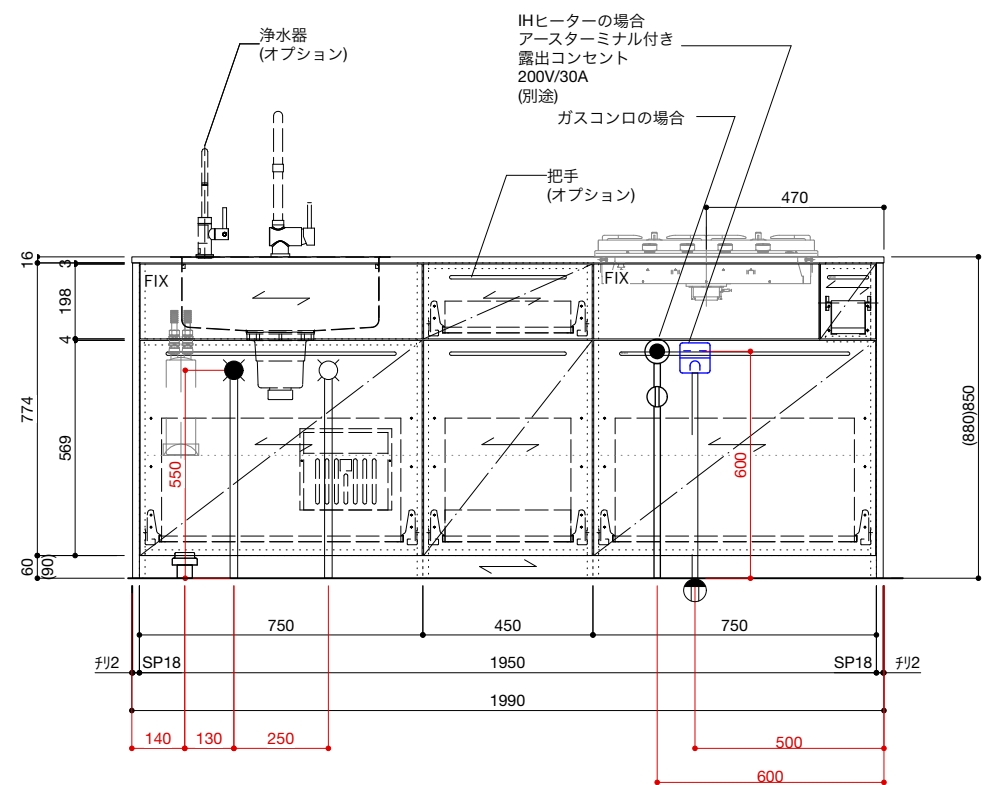 IHヒーターの場合
アースターミナル付き
露出コンセント
200V/30A
(別途)
浄水器
(オプション)
ガスコンロの場合
把手
(オプション)
470
16
3
198
4
774
569
60
(90)
FIX
FIX
550
600
(880)850
750
450
750
チリ2
SP18
1950
SP18
チリ2
1990
140
130
250
500
600